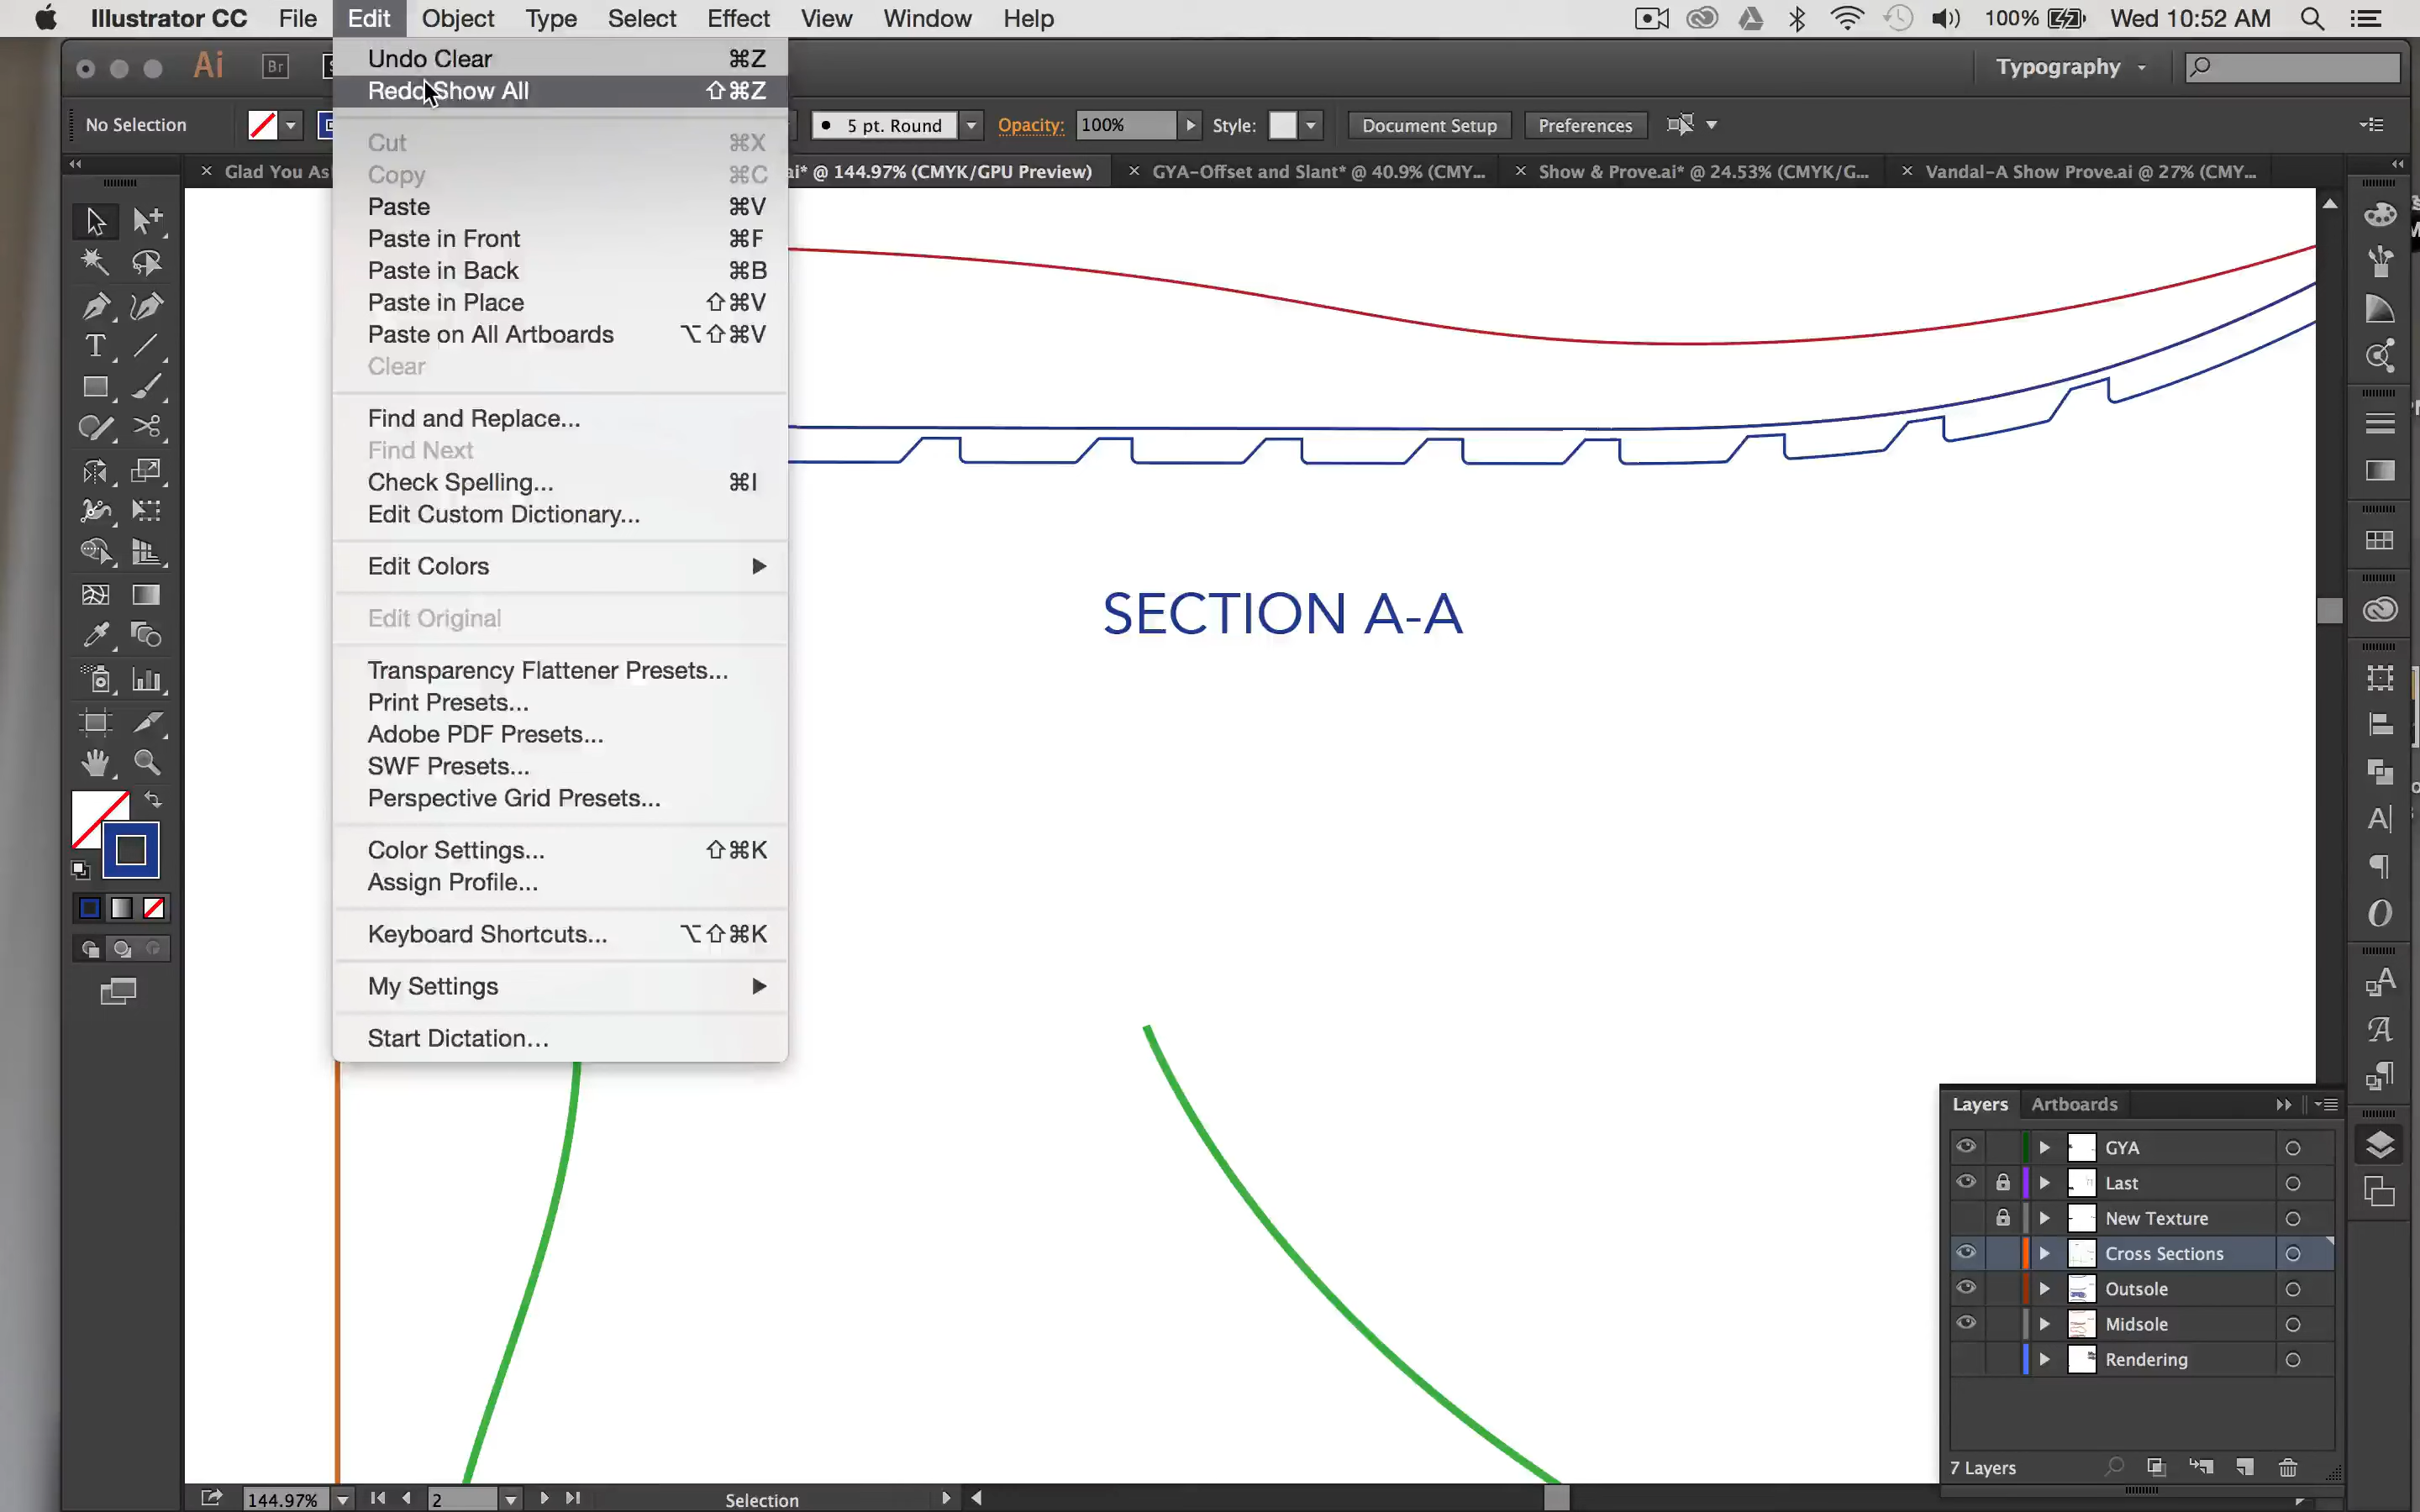 Illustrator CC File Edit Object Type Select Effect View Window Help 100% Wed 10:52 AM
Ai Br Typography
No Selection 5 pt. Round Opacity: 100% Style: Document Setup Preferences
× Glad You As ai* @ 144.97% (CMYK/GPU Preview) × GYA-Offset and Slant* @ 40.9% (CMY... × Show & Prove.ai* @ 24.53% (CMYK/G... × Vandal-A Show Prove.ai @ 27% (CMY...
Undo Clear ⌘Z
Redo Show All ⇧⌘Z
Cut ⌘X
Copy ⌘C
Paste ⌘V
Paste in Front ⌘F
Paste in Back ⌘B
Paste in Place ⇧⌘V
Paste on All Artboards ⌥⇧⌘V
Clear
Find and Replace...
Find Next
Check Spelling... ⌘I
Edit Custom Dictionary...
Edit Colors
Edit Original
Transparency Flattener Presets...
Print Presets...
Adobe PDF Presets...
SWF Presets...
Perspective Grid Presets...
Color Settings... ⇧⌘K
Assign Profile...
Keyboard Shortcuts... ⌥⇧⌘K
My Settings
Start Dictation...
SECTION A-A
Layers Artboards
GYA
Last
New Texture
Cross Sections
Outsole
Midsole
Rendering
7 Layers
144.97% 2 Selection